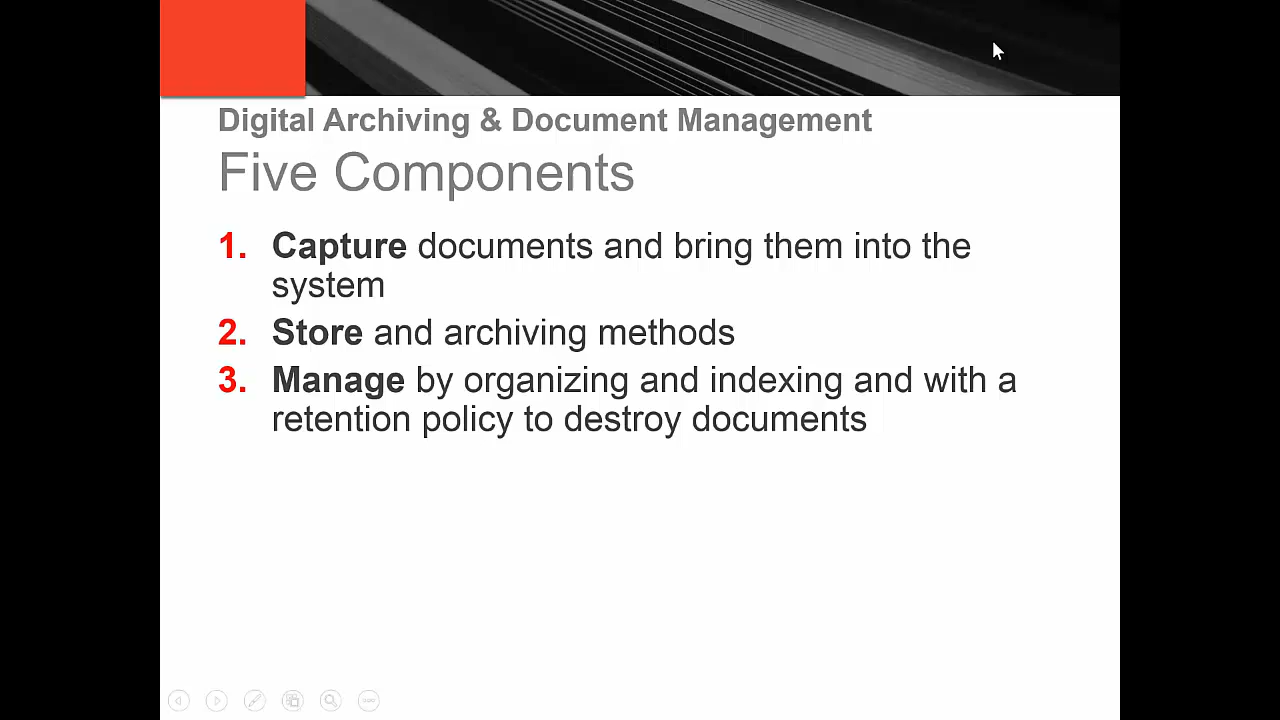 Digital Archiving & Document Management
Five Components
1. Capture documents and bring them into the
system
2. Store and archiving methods
3. Manage by organizing and indexing and with a
retention policy to destroy documents